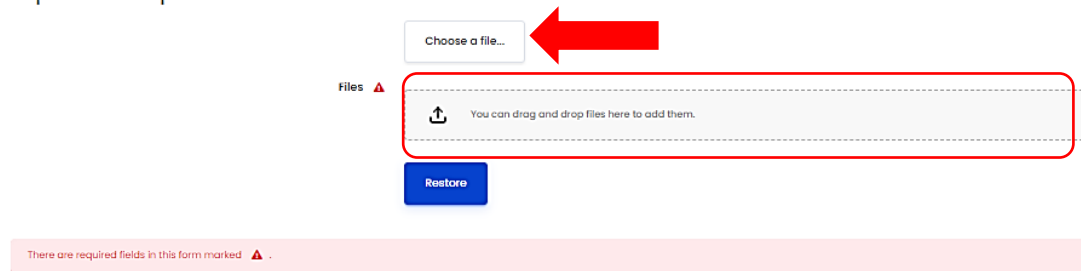 Choose a file...
Files
You can drag and drop files here to add them.
Restore
There are required fields in this form marked .